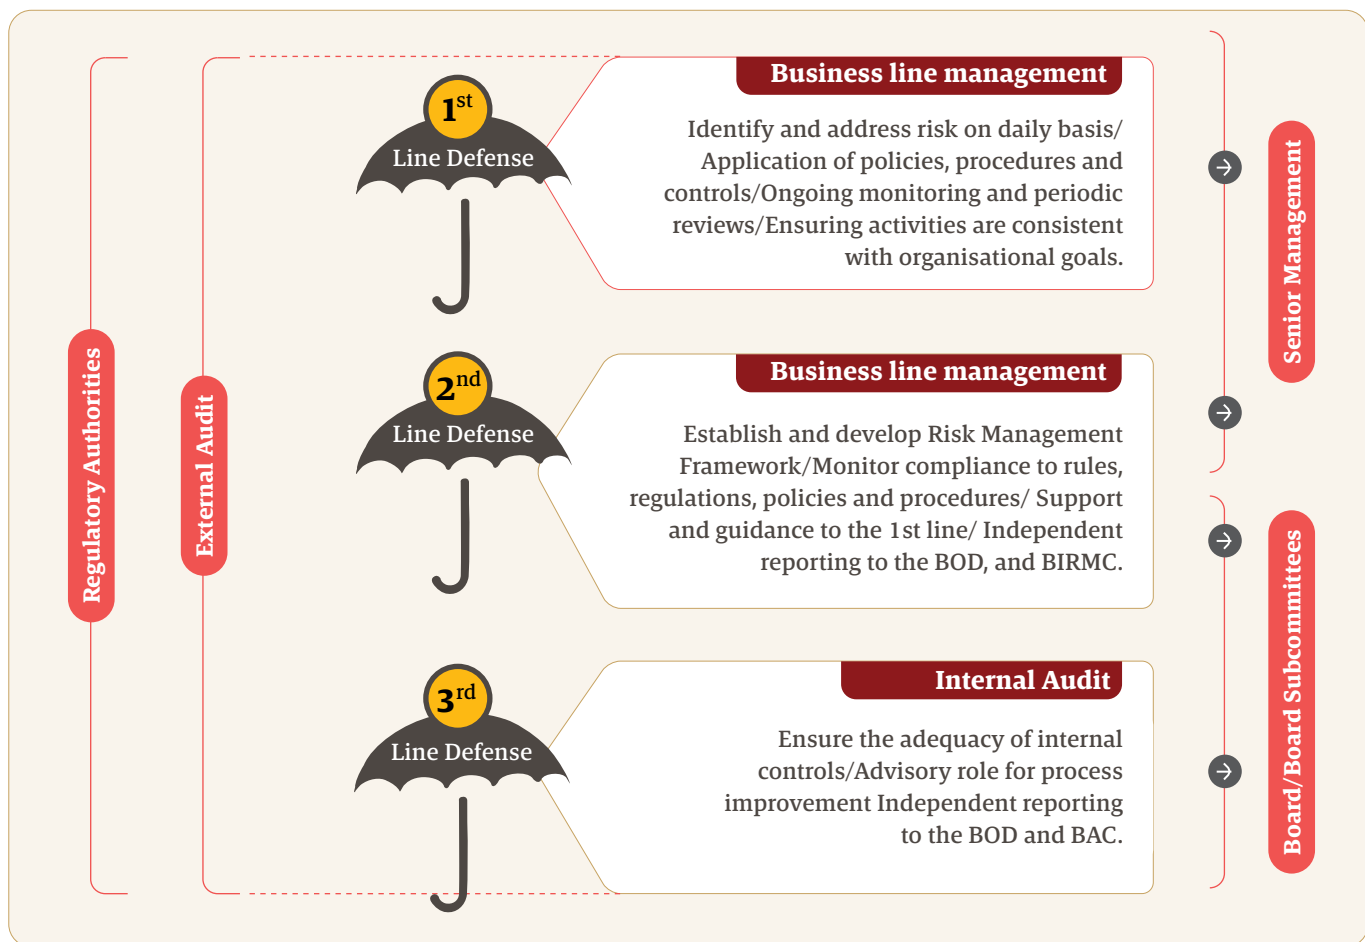 Regulatory Authorities
External Audit
1st
Line Defense
Business line management
Identify and address risk on daily basis/
Application of policies, procedures and
controls/Ongoing monitoring and periodic
reviews/Ensuring activities are consistent
with organisational goals.
2nd
Line Defense
Business line management
Establish and develop Risk Management
Framework/Monitor compliance to rules,
regulations, policies and procedures/ Support
and guidance to the 1st line/ Independent
reporting to the BOD, and BIRMC.
3rd
Line Defense
Internal Audit
Ensure the adequacy of internal
controls/Advisory role for process
improvement Independent reporting
to the BOD and BAC.
Senior Management
Board/Board Subcommittees